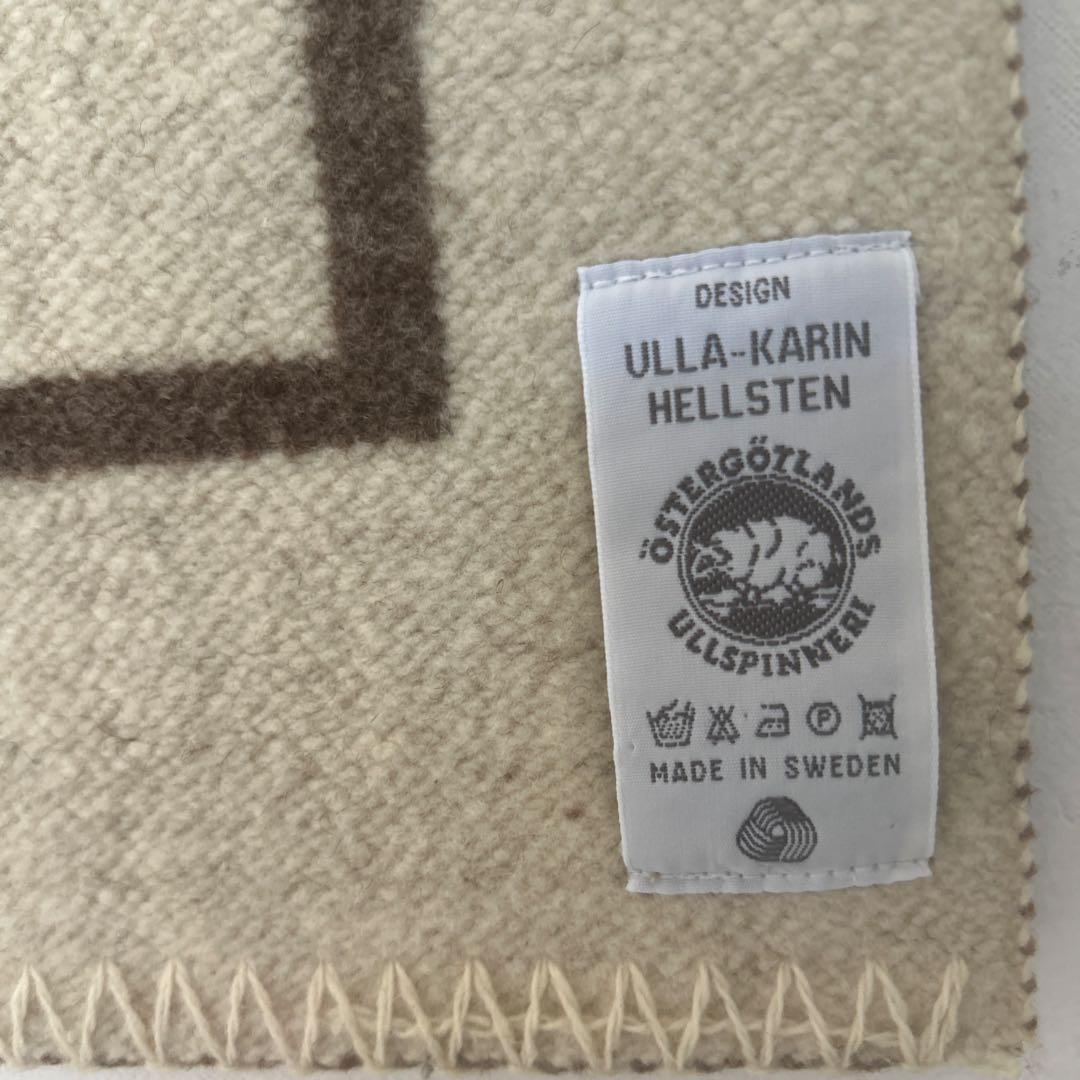 DESIGN
ULLA-KARIN
HELLSTEN
ÖSTERGÖTLANDS
ULLSPINNERI
P
MADE IN SWEDEN